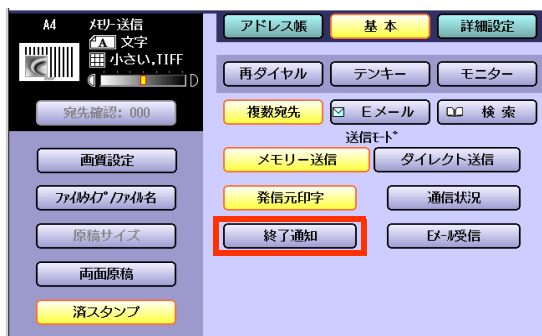 A4 ﾒﾓﾘｰ送信
A 文字
小さい,TIFF
D
宛先確認: 000
画質設定
ﾌｧｲﾙﾀｲﾌﾟ/ﾌｧｲﾙ名
原稿サイズ
両面原稿
済スタンプ
アドレス帳 基 本 詳細設定
再ダイヤル テンキー モニター
複数宛先 Eメール 検 索
送信ﾓｰﾄﾞ
メモリー送信 ダイレクト送信
発信元印字 通信状況
終了通知 Eﾒｰﾙ受信